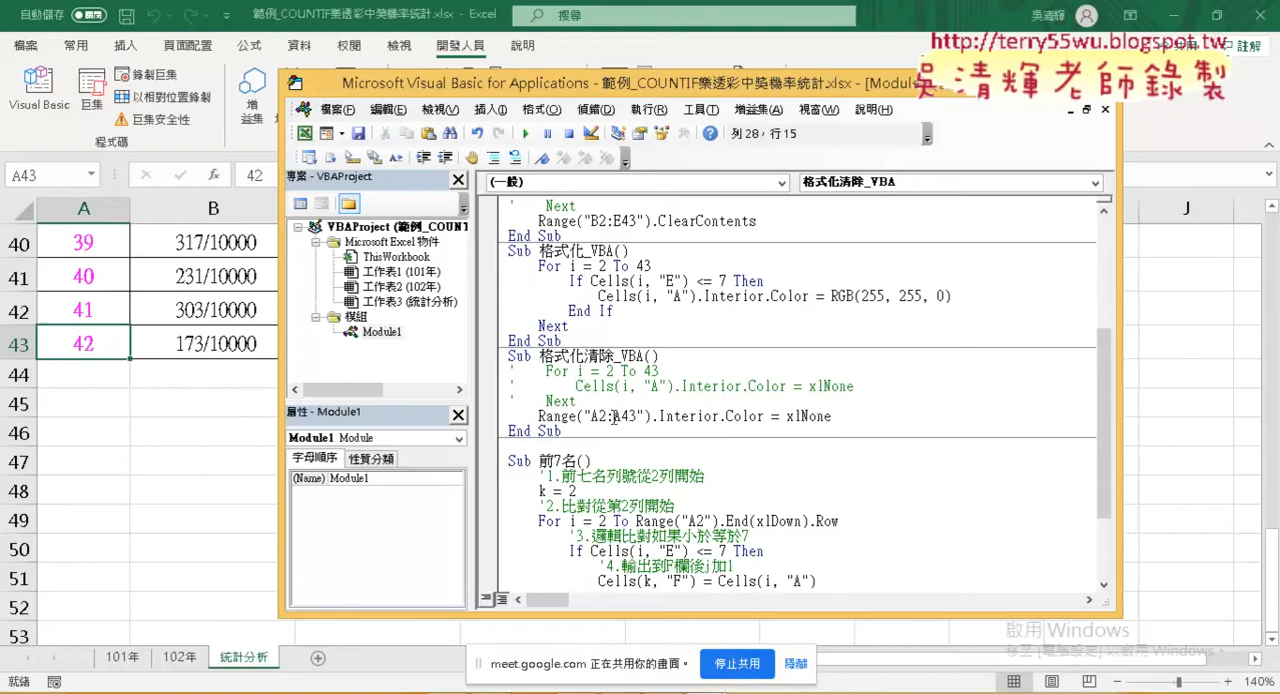 自動儲存
範例_COUNTIF樂透彩中獎機率統計.xlsx - Excel
搜尋
吳清輝
檔案 常用 插入 頁面配置 公式 資料 校閱 檢視 開發人員 說明
註解
http://terry55wu.blogspot.tw
吳清輝老師錄製
Visual Basic
巨集
錄製巨集
以相對位置錄製
巨集安全性
程式碼
增
益集
Microsoft Visual Basic for Applications - 範例_COUNTIF樂透彩中獎機率統計.xlsx - [Modul
檔案(F) 編輯(E) 檢視(V) 插入(I) 格式(O) 偵錯(D) 執行(R) 工具(T) 增益集(A) 視窗(W) 說明(H)
列 28，行 15
A43
fx
42
專案 - VBAProject
VBAProject (範例_COUNT
Microsoft Excel 物件
ThisWorkbook
工作表1 (101年)
工作表2 (102年)
工作表3 (統計分析)
模組
Module1
屬性 - Module1
Module1 Module
字母順序 性質分類
(Name) Module1
(一般)
格式化清除_VBA
' Next
Range("B2:E43").ClearContents
End Sub
Sub 格式化_VBA()
For i = 2 To 43
If Cells(i, "E") <= 7 Then
Cells(i, "A").Interior.Color = RGB(255, 255, 0)
End If
Next
End Sub
Sub 格式化清除_VBA()
' For i = 2 To 43
' Cells(i, "A").Interior.Color = xlNone
' Next
Range("A2:A43").Interior.Color = xlNone
End Sub
Sub 前7名()
'1.前七名列號從2列開始
k = 2
'2.比對從第2列開始
For i = 2 To Range("A2").End(xlDown).Row
'3.邏輯比對如果小於等於7
If Cells(i, "E") <= 7 Then
'4.輸出到F欄後j加1
Cells(k, "F") = Cells(i, "A")
A B J
40 39 317/10000
41 40 231/10000
42 41 303/10000
43 42 173/10000
44
45
46
47
48
49
50
51
52
53
啟用 Windows
移至 [電腦設定] 以啟用 Windows。
101年 102年 統計分析
meet.google.com 正在共用你的畫面。
停止共用
隱藏
就緒
140%